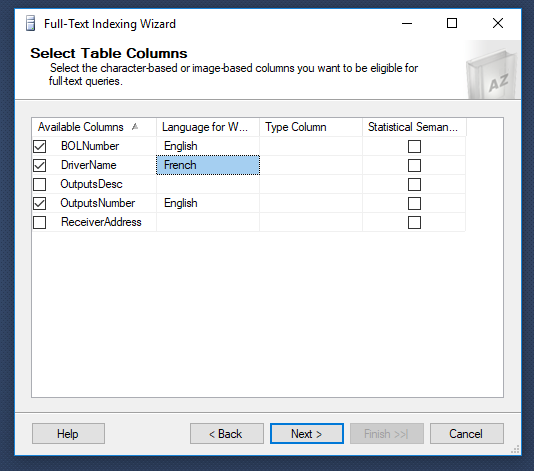 Full-Text Indexing Wizard
Select Table Columns
Select the character-based or image-based columns you want to be eligible for
full-text queries.
AZ
Available Columns Language for W... Type Column Statistical Seman...
BOLNumber English
DriverName French
OutputsDesc
OutputsNumber English
ReceiverAddress
Help < Back Next > Finish >>| Cancel